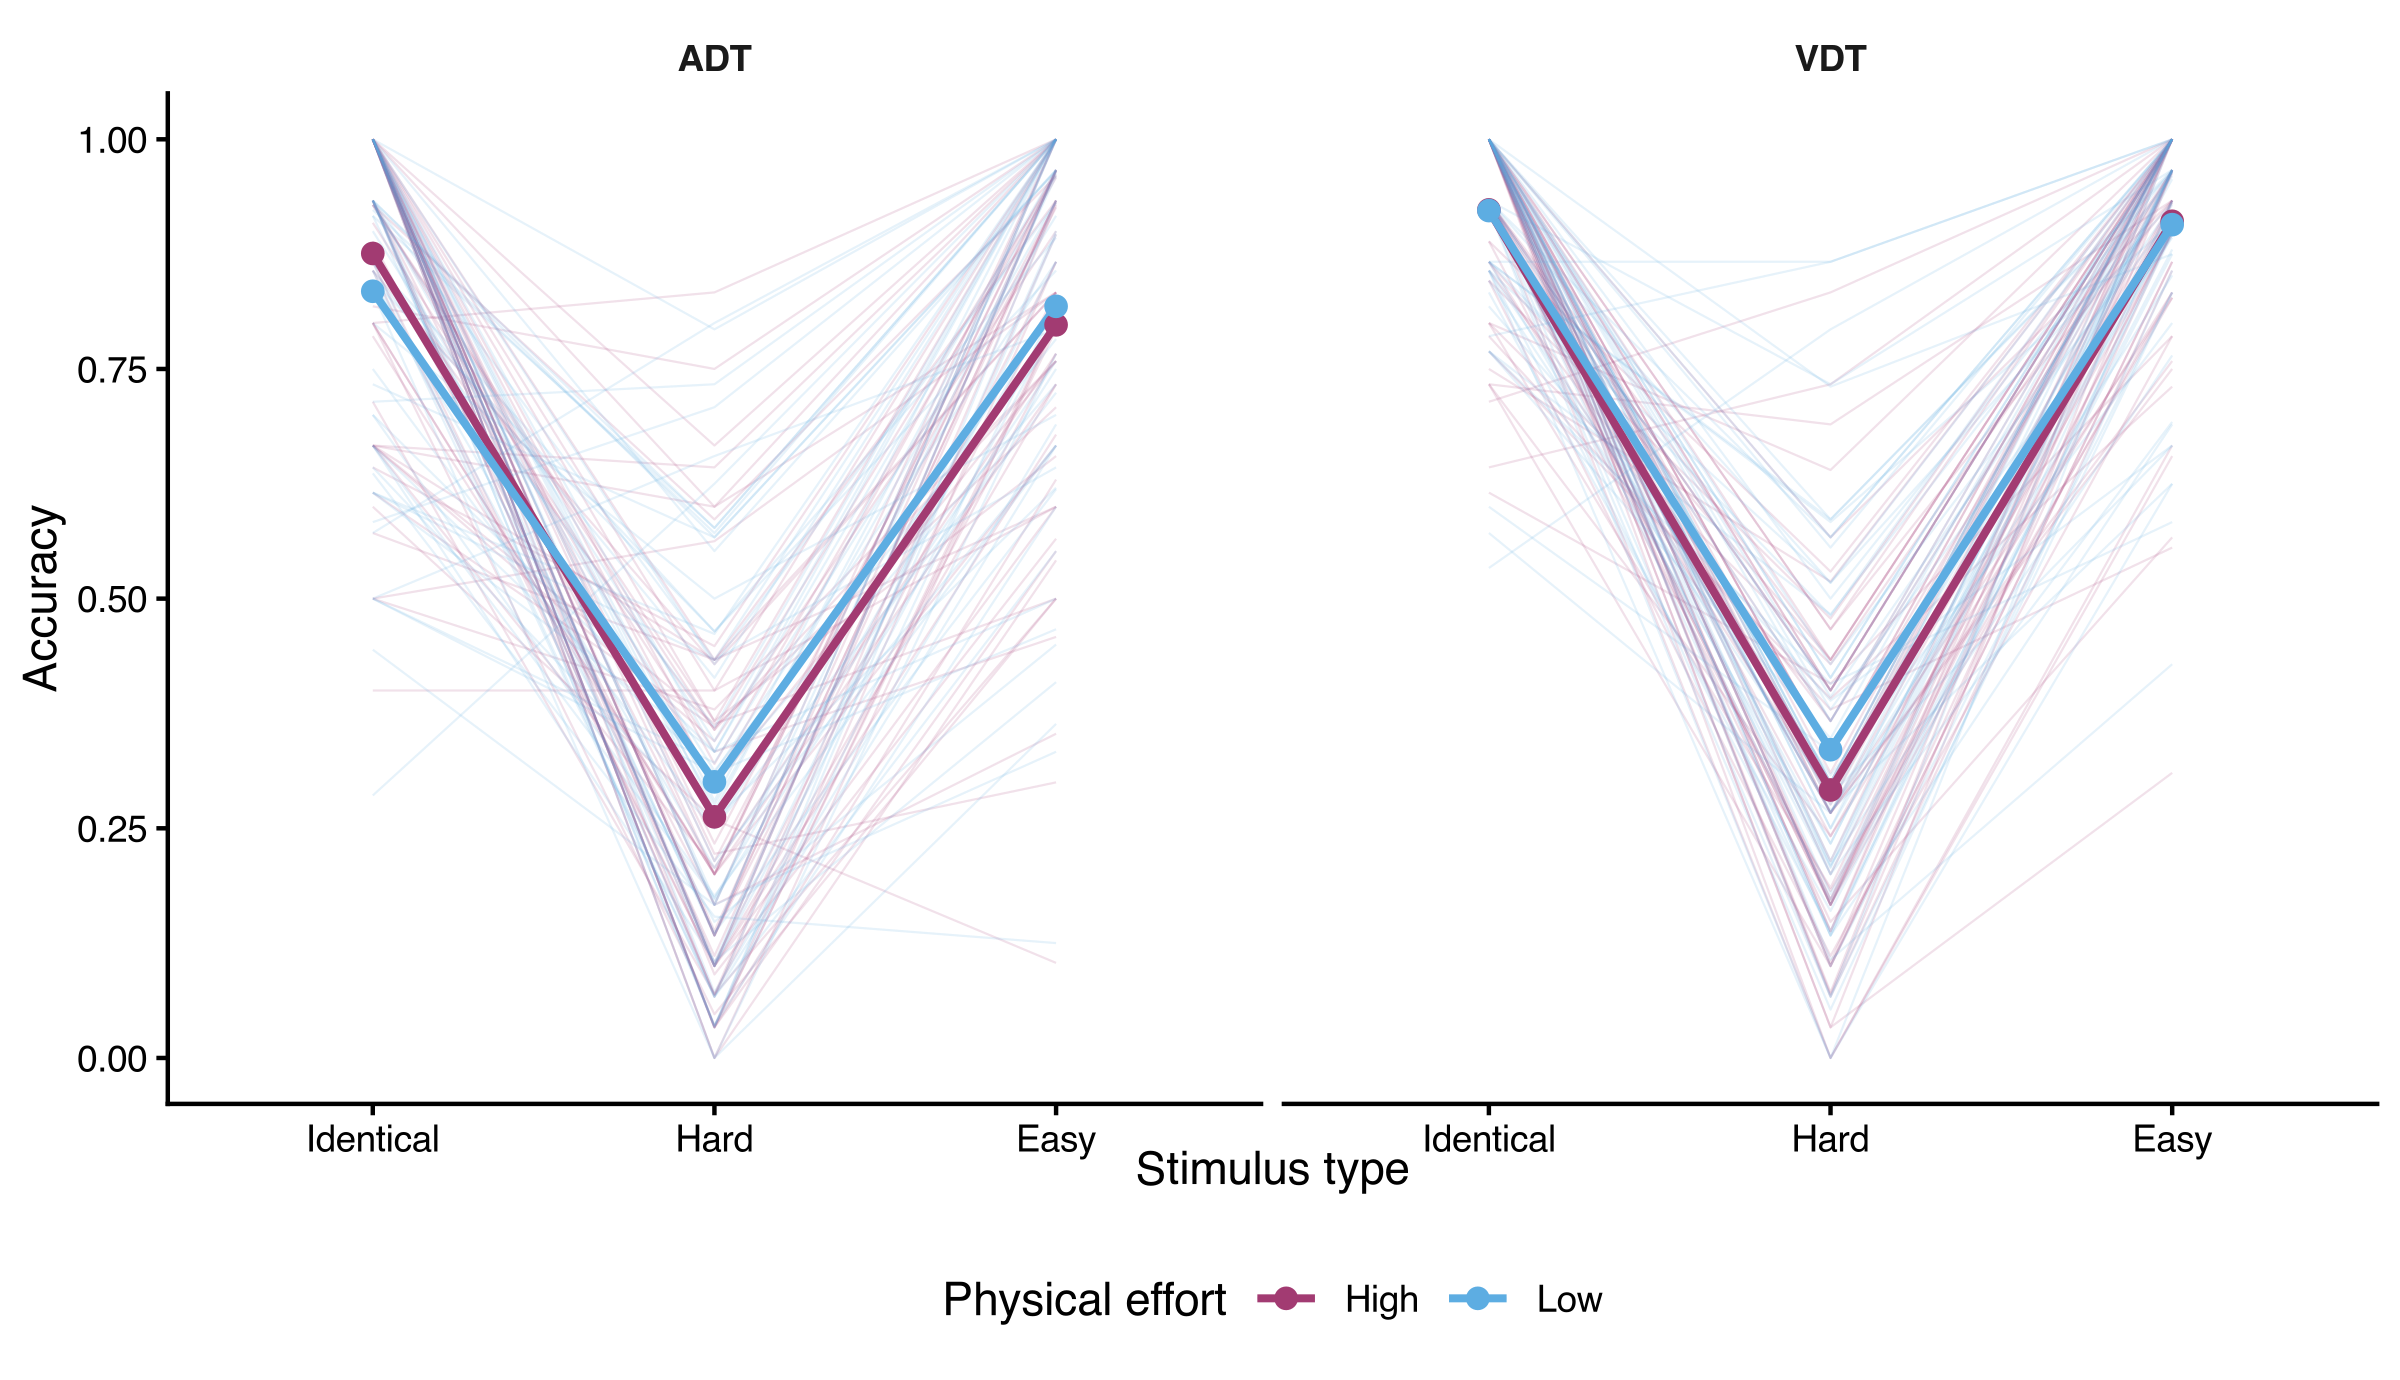 ADT
VDT
1.00
0.75
0.50
0.25
0.00
Accuracy
Identical
Hard
Easy
Identical
Hard
Easy
Stimulus type
Physical effort
High
Low